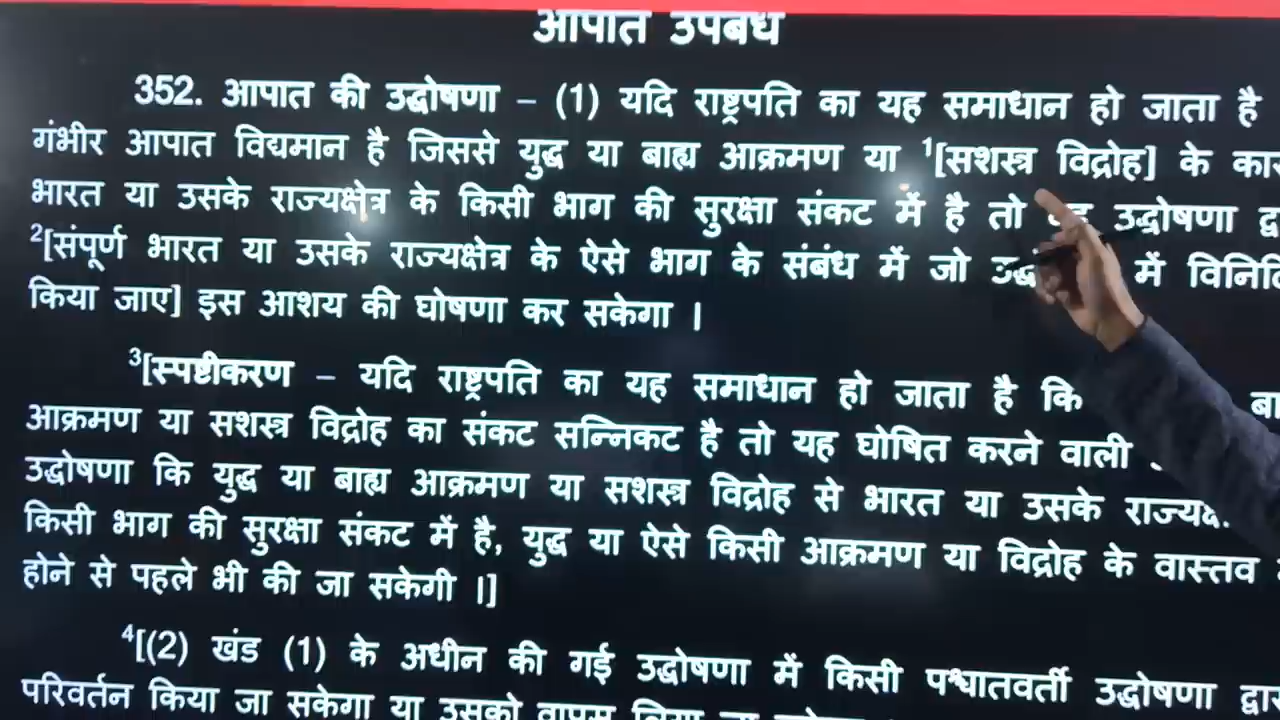 आपात उपबंध
352. आपात की उद्घोषणा – (1) यदि राष्ट्रपति का यह समाधान हो जाता है
गंभीर आपात विद्यमान है जिससे युद्ध या बाह्य आक्रमण या ¹[सशस्त्र विद्रोह] के
भारत या उसके राज्यक्षेत्र के किसी भाग की सुरक्षा संकट में है तो उद्घोषणा
²[संपूर्ण भारत या उसके राज्यक्षेत्र के ऐसे भाग के संबंध में जो में
किया जाए] इस आशय की घोषणा कर सकेगा ।
³[स्पष्टीकरण – यदि राष्ट्रपति का यह समाधान हो जाता है कि
आक्रमण या सशस्त्र विद्रोह का संकट सन्निकट है तो यह घोषित करने वाली
उद्घोषणा कि युद्ध या बाह्य आक्रमण या सशस्त्र विद्रोह से भारत या उसके
किसी भाग की सुरक्षा संकट में है, युद्ध या ऐसे किसी आक्रमण या विद्रोह के वास्तव
होने से पहले भी की जा सकेगी ।]
⁴[(2) खंड (1) के अधीन की गई उद्घोषणा में किसी पश्चातवर्ती उद्घोषणा
परिवर्तन किया जा सकेगा या उसको वापस लिया